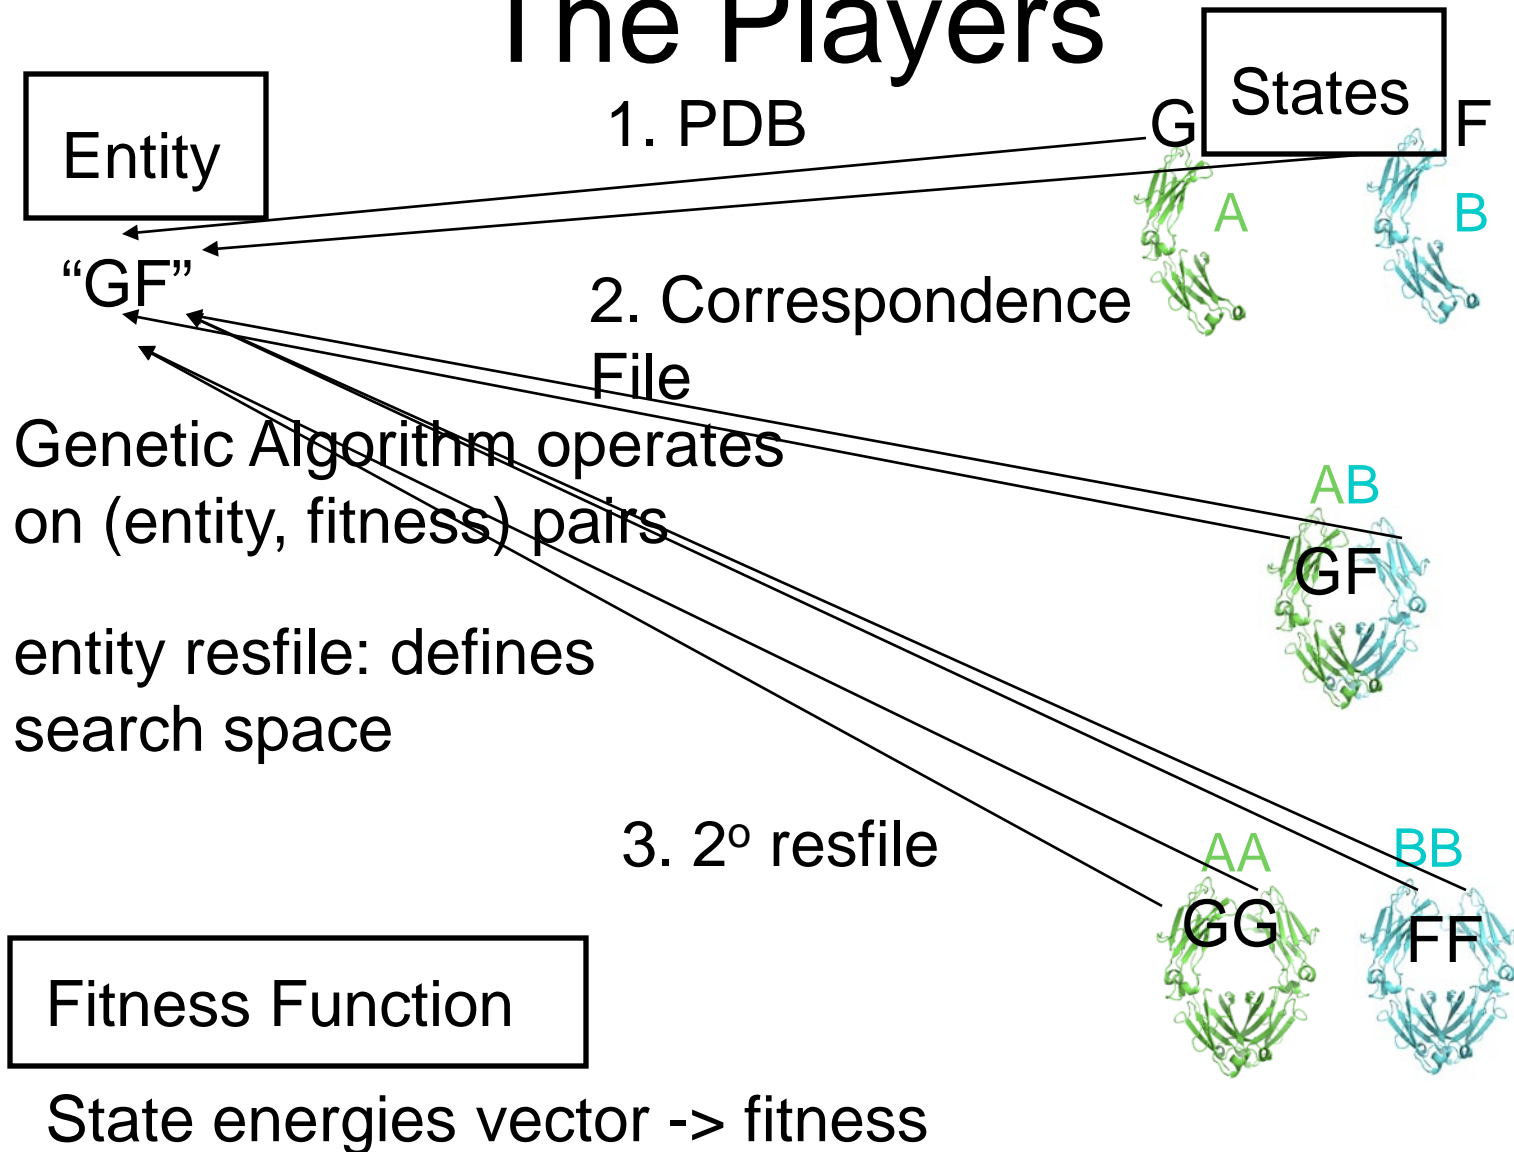 The Players
Entity
1. PDB
G
States
F
A
B
“GF”
2. Correspondence
File
Genetic Algorithm operates
on (entity, fitness) pairs
AB
GF
entity resfile: defines
search space
3. 2º resfile
AA
BB
GG
FF
Fitness Function
State energies vector -> fitness